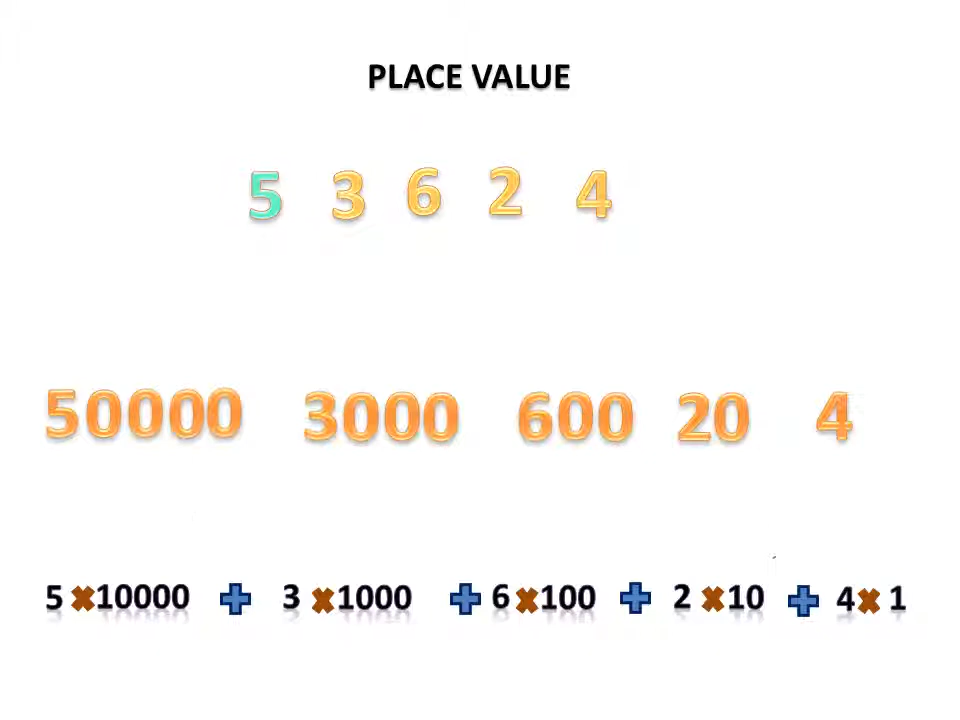 PLACE VALUE
5 3 6 2 4
50000 3000 600 20 4
5 ✖ 10000 ➕ 3 ✖ 1000 ➕ 6 ✖ 100 ➕ 2 ✖ 10 ➕ 4 ✖ 1